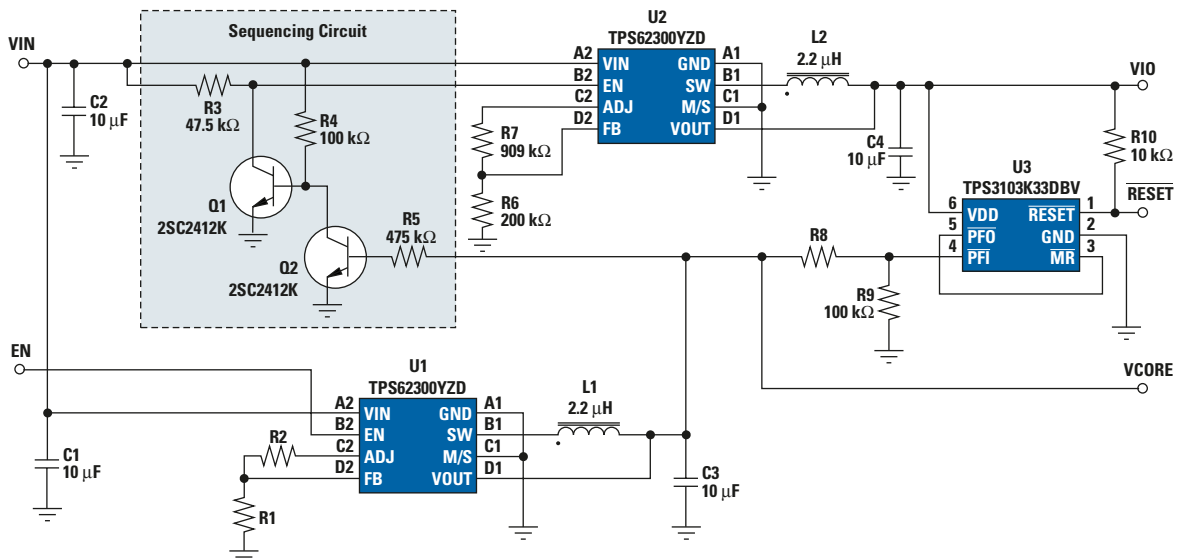 Sequencing Circuit
VIN
C2
10 μF
R3
47.5 kΩ
R4
100 kΩ
Q1
2SC2412K
Q2
2SC2412K
R5
475 kΩ
R7
909 kΩ
R6
200 kΩ
U2
TPS62300YZD
A2 VIN GND A1
B2 EN SW B1
C2 ADJ M/S C1
D2 FB VOUT D1
L2
2.2 μH
VIO
C4
10 μF
R10
10 kΩ
U3
TPS3103K33DBV
6 VDD RESET 1
5 PFO GND 2
4 PFI MR 3
RESET
R8
R9
100 kΩ
VCORE
EN
U1
TPS62300YZD
A2 VIN GND A1
B2 EN SW B1
C2 ADJ M/S C1
D2 FB VOUT D1
L1
2.2 μH
R2
R1
C1
10 μF
C3
10 μF